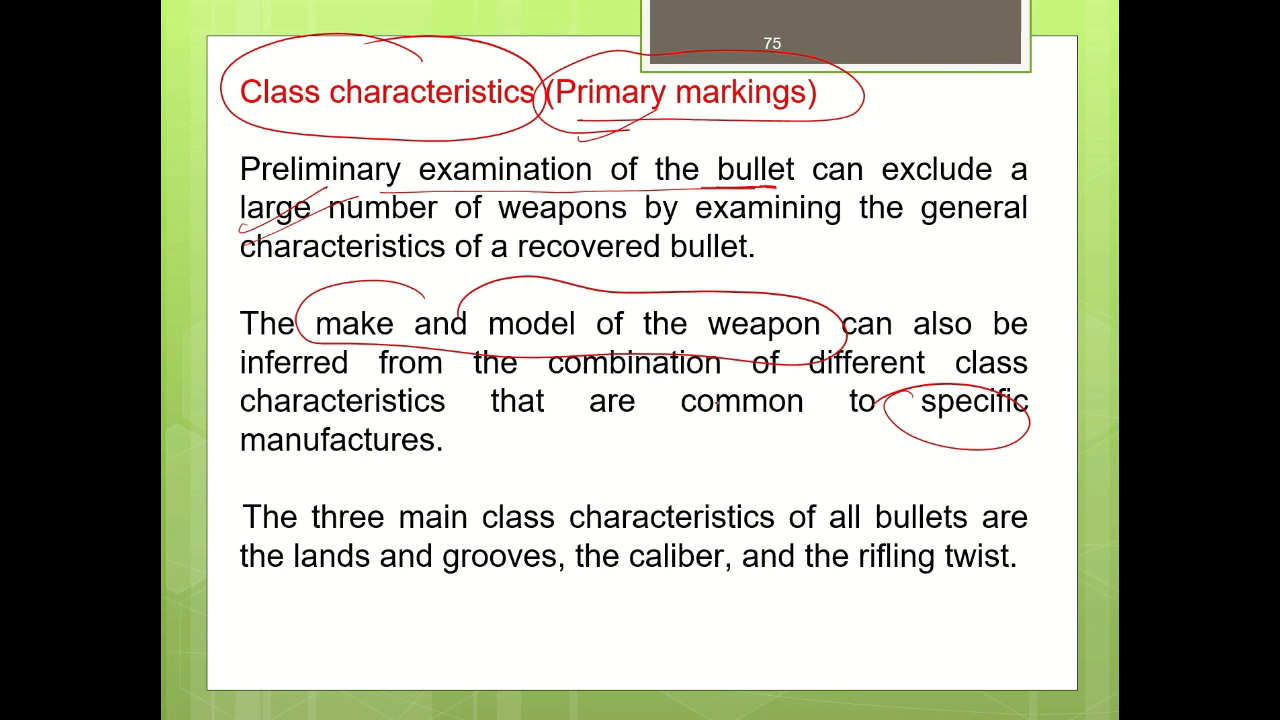 75
Class characteristics (Primary markings)
Preliminary examination of the bullet can exclude a
large number of weapons by examining the general
characteristics of a recovered bullet.
The make and model of the weapon can also be
inferred from the combination of different class
characteristics that are common to specific
manufactures.
The three main class characteristics of all bullets are
the lands and grooves, the caliber, and the rifling twist.